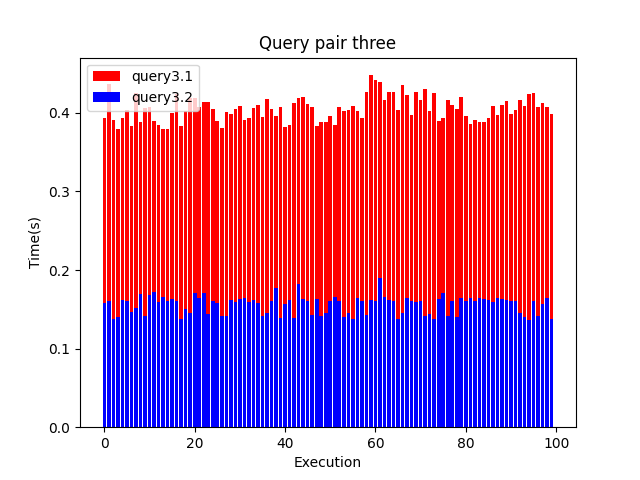 Query pair three
query3.1
query3.2
Time(s)
0.4
0.3
0.2
0.1
0.0
0 20 40 60 80 100
Execution